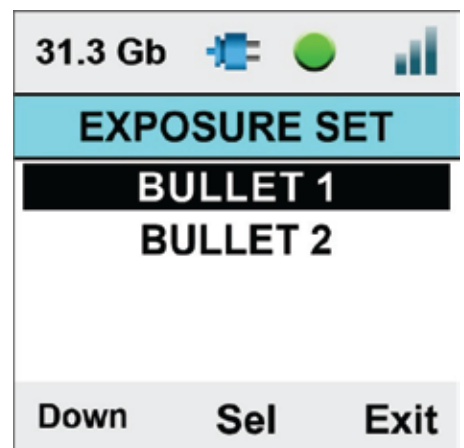 31.3 Gb
EXPOSURE SET
BULLET 1
BULLET 2
Down Sel Exit